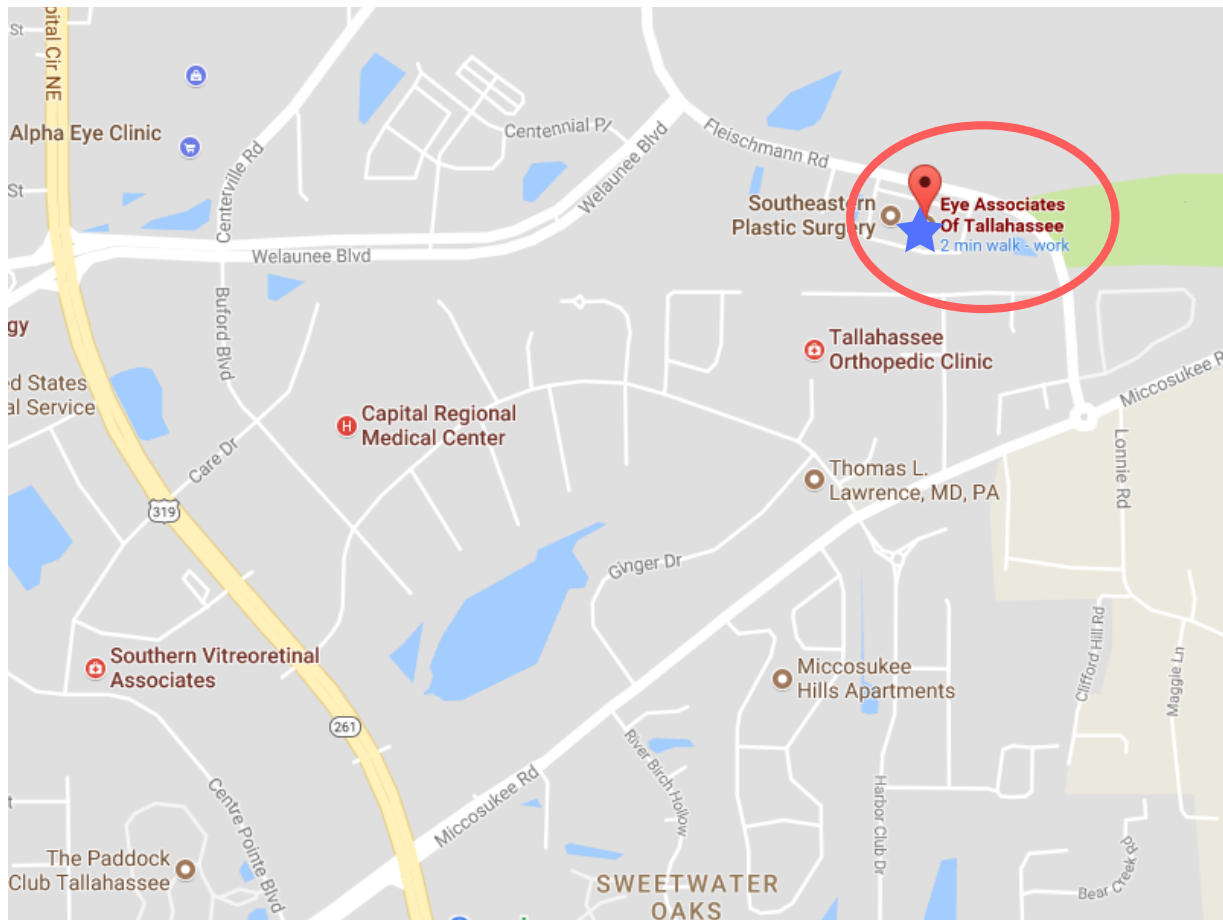 St
pital Cir NE
Alpha Eye Clinic
Centerville Rd
Centennial Pl
Welaunee Blvd
Fleischmann Rd
St
Southeastern
Plastic Surgery
Eye Associates
Of Tallahassee
2 min walk - work
Welaunee Blvd
Buford Blvd
gy
Tallahassee
Orthopedic Clinic
ed States
al Service
Capital Regional
Medical Center
Miccosukee R
Care Dr
H
Lonnie Rd
Thomas L.
Lawrence, MD, PA
319
Ginger Dr
Southern Vitreoretinal
Associates
Miccosukee
Hills Apartments
Clifford Hill Rd
Maggie Ln
261
River Birch Hollow
Miccosukee Rd
Centre Pointe Blvd
Harbor Club Dr
t
The Paddock
Club Tallahassee
SWEETWATER
OAKS
Bear Creek Rd